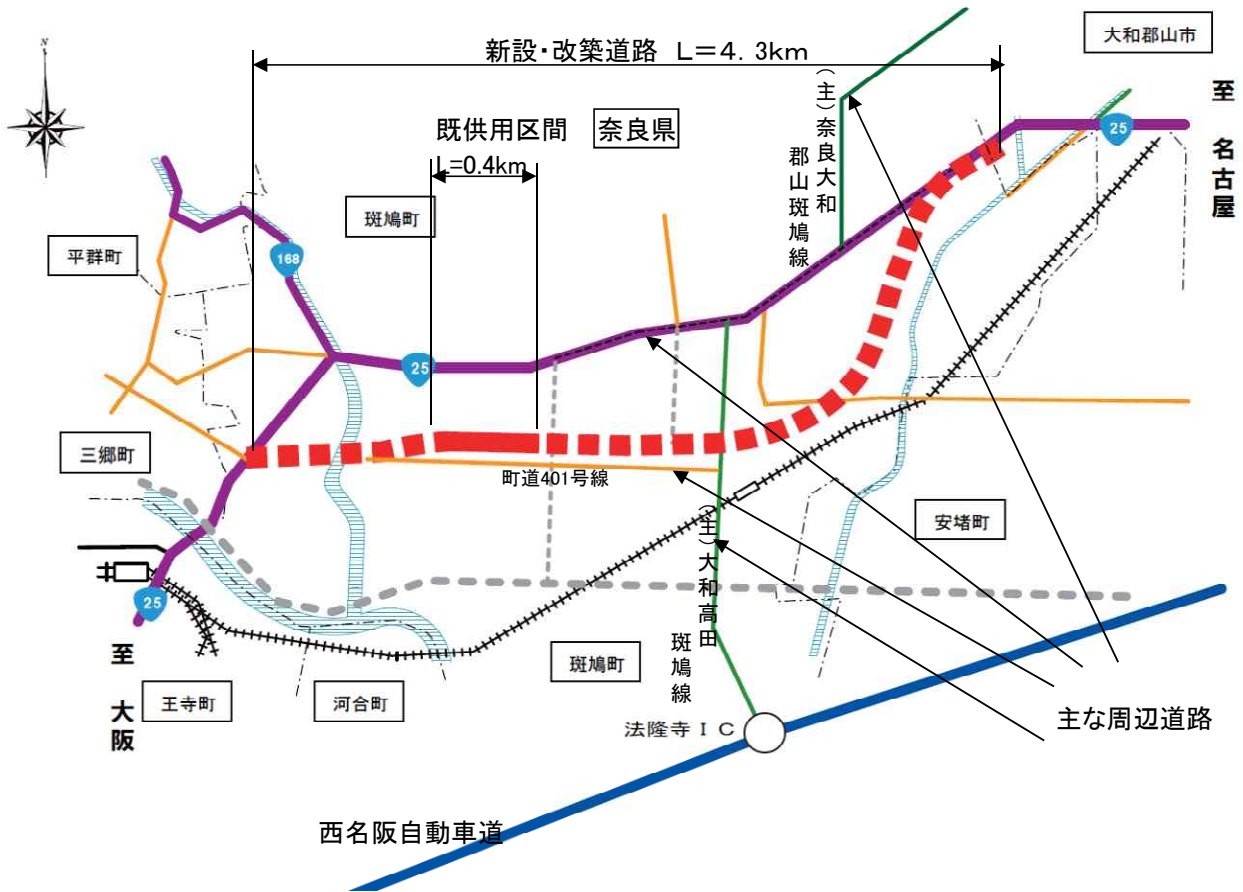 N
新設・改築道路 L=4.3km
大和郡山市
至 名古屋
既供用区間
奈良県
L=0.4km
(主)奈良大和
郡山斑鳩線
25
斑鳩町
平群町
168
25
三郷町
町道401号線
安堵町
(主)大和高田
斑鳩線
25
至 大阪
王寺町
河合町
斑鳩町
法隆寺IC
主な周辺道路
西名阪自動車道